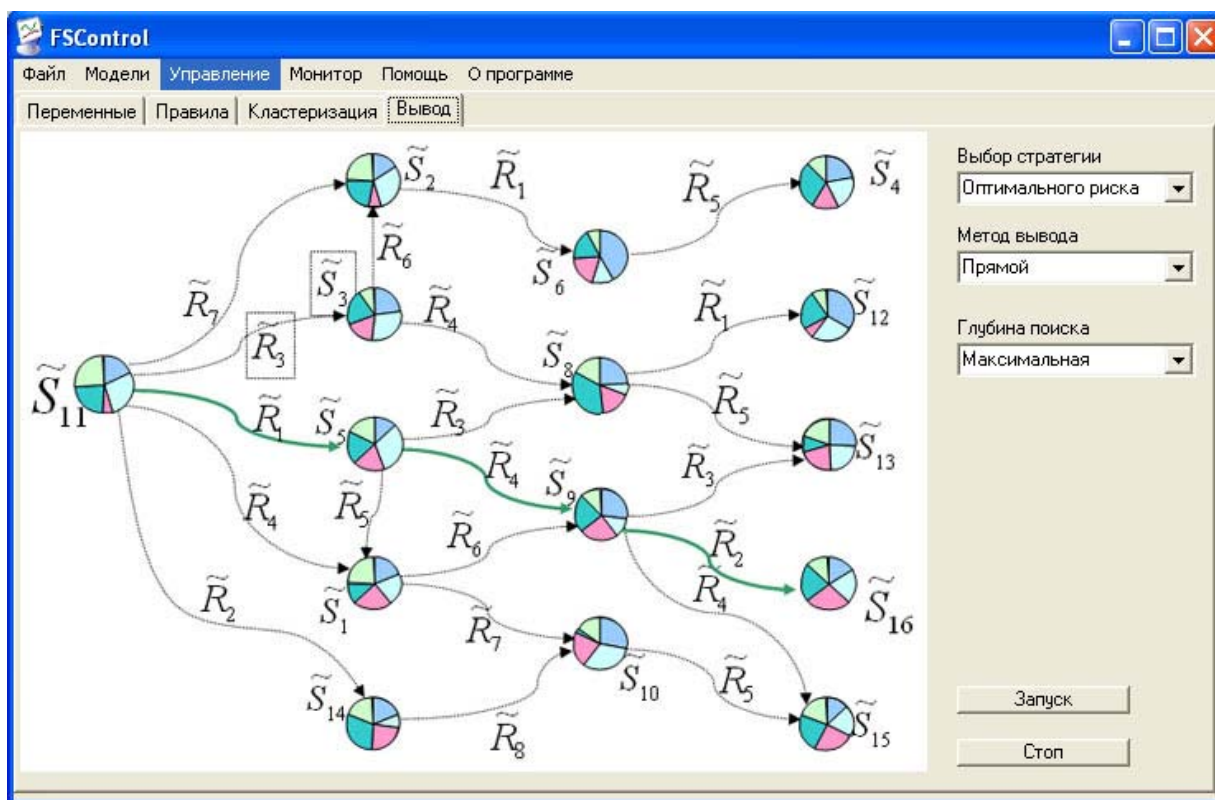 FSControl
Файл Модели Управление Монитор Помощь О программе
Переменные Правила Кластеризация Вывод
S̃₂
R̃₁
S̃₄
R̃₅
R̃₆
S̃₆
S̃₃
R̃₇
R̃₃
R̃₄
R̃₁
S̃₁₂
S̃₈
S̃₁₁
R̃₁
S̃₅
R̃₃
R̃₅
S̃₁₃
R̃₄
S̃₉
R̃₃
R̃₄
R̃₅
R̃₆
R̃₂
R̃₄
S̃₁
R̃₂
S̃₁₆
R̃₇
S̃₁₀
S̃₁₄
R̃₅
R̃₈
S̃₁₅
Выбор стратегии
Оптимального риска
Метод вывода
Прямой
Глубина поиска
Максимальная
Запуск
Стоп